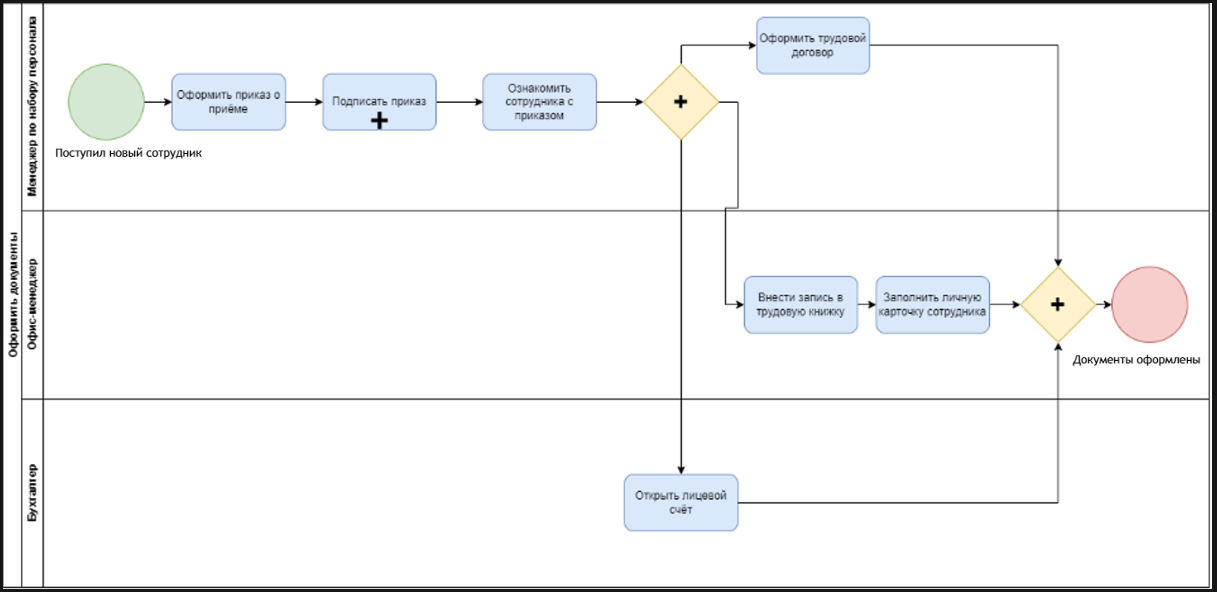 Оформить документы
Менеджер по набору персонала
Поступил новый сотрудник
Оформить приказ о
приёме
Подписать приказ
Ознакомить
сотрудника с
приказом
Оформить трудовой
договор
Офис-менеджер
Внести запись в
трудовую книжку
Заполнить личную
карточку сотрудника
Документы оформлены
Бухгалтер
Открыть лицевой
счёт